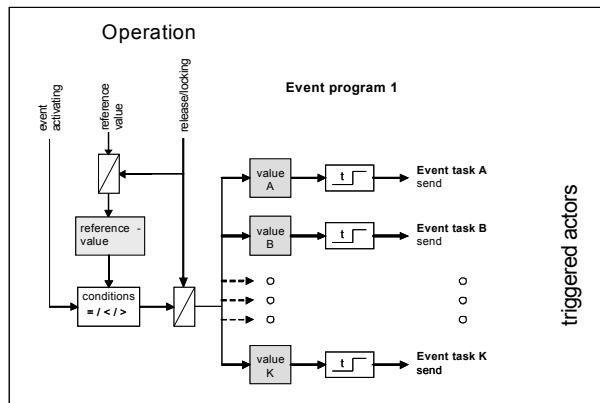 Operation
Event program 1
event
activating
reference
value
release/locking
reference -
value
conditions
= / < / >
value
A
t
Event task A
send
value
B
t
Event task B
send
value
K
t
Event task K
send
triggered actors